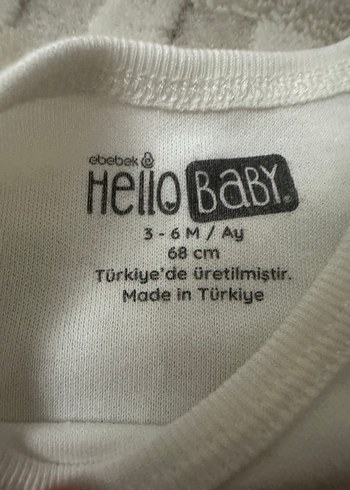 ebebek
Hello BaBY
3 - 6 M / Ay
68 cm
Türkiye'de üretilmiştir.
Made in Türkiye